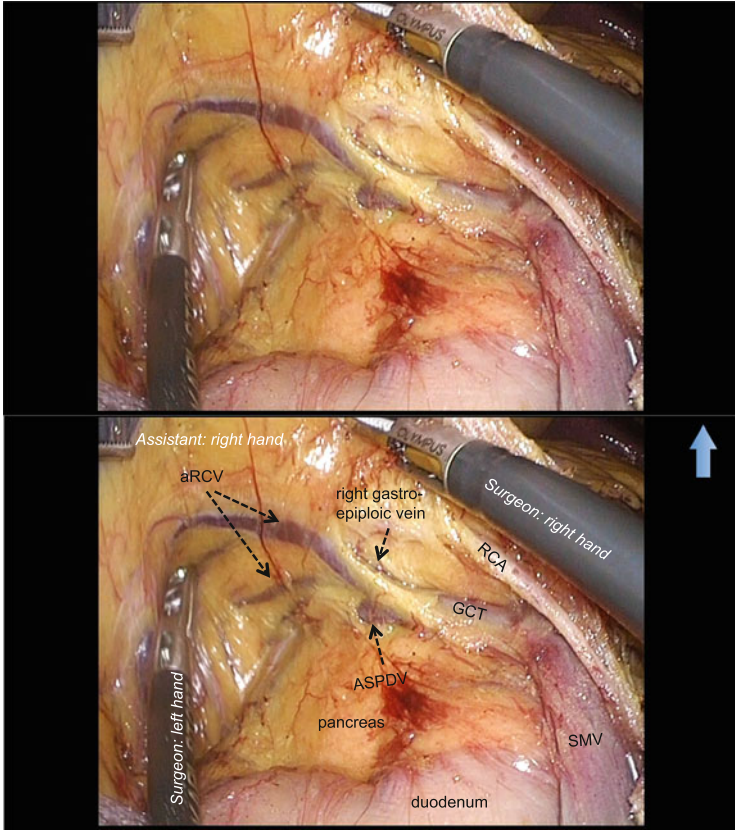 OLYMPUS
Assistant: right hand
OLYMPUS
aRCV
right gastro-
epiploic vein
Surgeon: right hand
RCA
GCT
ASPDV
Surgeon: left hand
pancreas
SMV
duodenum